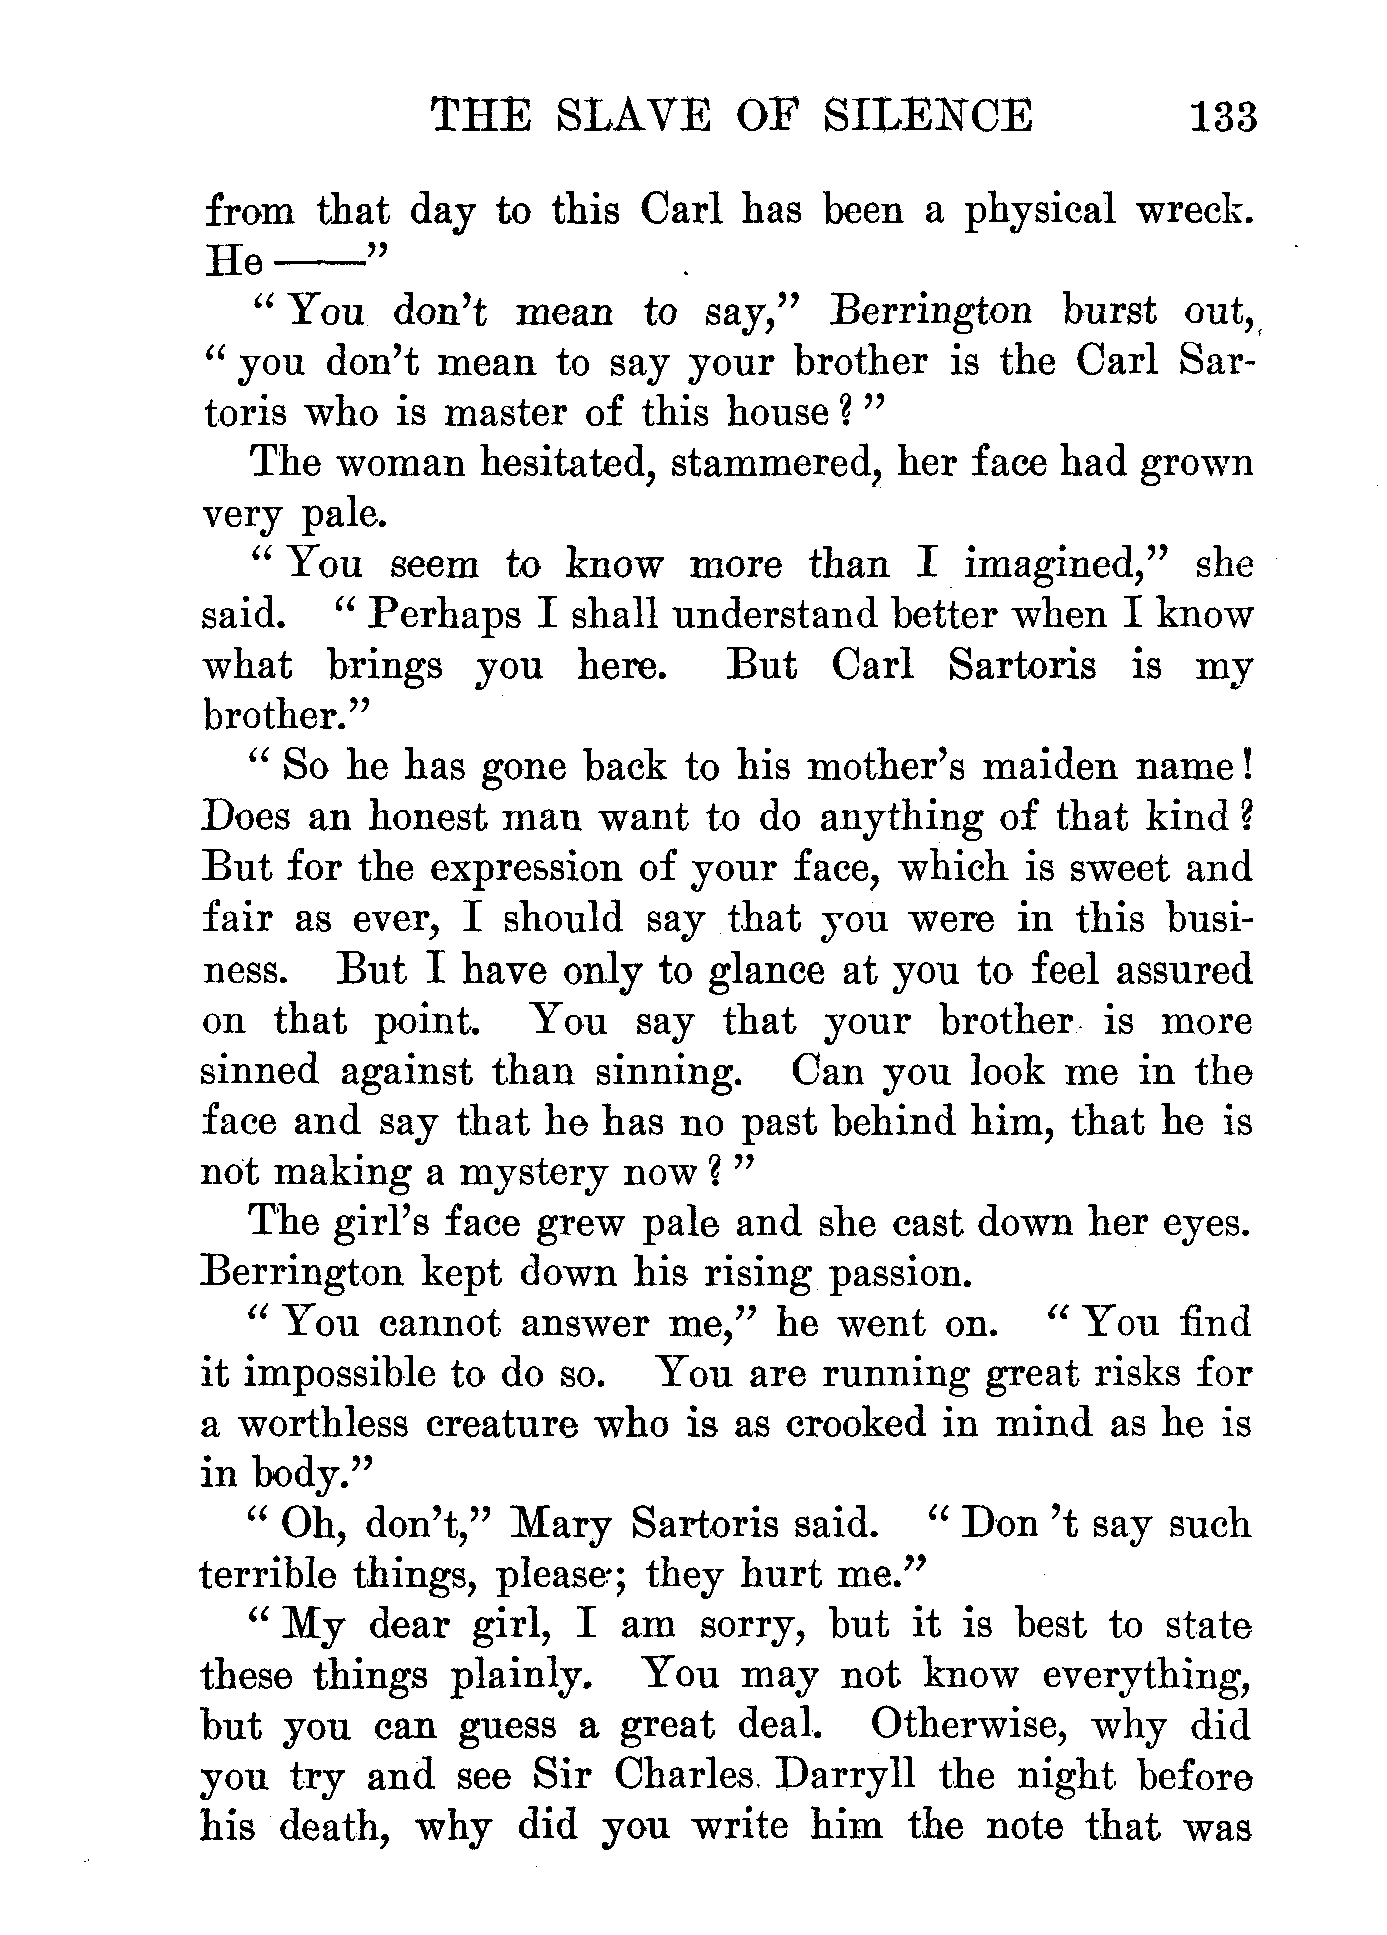 THE SLAVE OF SILENCE 133
from that day to this Carl has been a physical wreck.
He ——"
"You don't mean to say," Berrington burst out,
"you don't mean to say your brother is the Carl Sar-
toris who is master of this house?"
The woman hesitated, stammered, her face had grown
very pale.
"You seem to know more than I imagined," she
said. "Perhaps I shall understand better when I know
what brings you here. But Carl Sartoris is my
brother."
"So he has gone back to his mother's maiden name!
Does an honest man want to do anything of that kind?
But for the expression of your face, which is sweet and
fair as ever, I should say that you were in this busi-
ness. But I have only to glance at you to feel assured
on that point. You say that your brother is more
sinned against than sinning. Can you look me in the
face and say that he has no past behind him, that he is
not making a mystery now?"
The girl's face grew pale and she cast down her eyes.
Berrington kept down his rising passion.
"You cannot answer me," he went on. "You find
it impossible to do so. You are running great risks for
a worthless creature who is as crooked in mind as he is
in body."
"Oh, don't," Mary Sartoris said. "Don 't say such
terrible things, please; they hurt me."
"My dear girl, I am sorry, but it is best to state
these things plainly. You may not know everything,
but you can guess a great deal. Otherwise, why did
you try and see Sir Charles Darryll the night before
his death, why did you write him the note that was